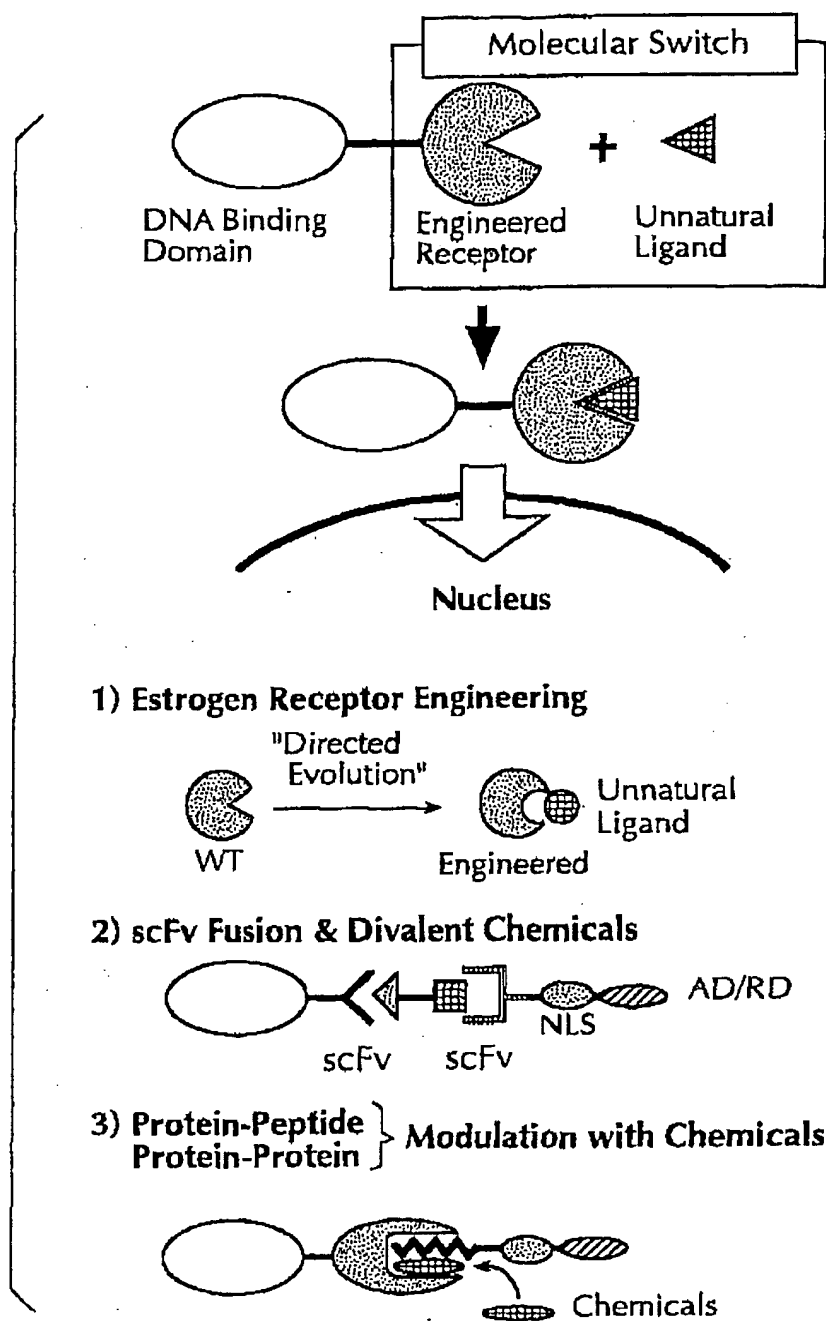 Molecular Switch
+
DNA Binding
Domain
Engineered
Receptor
Unnatural
Ligand
Nucleus
1) Estrogen Receptor Engineering
"Directed
Evolution"
WT
Engineered
Unnatural
Ligand
2) scFv Fusion & Divalent Chemicals
scFv
scFv
NLS
AD/RD
3) Protein-Peptide
Protein-Protein
Modulation with Chemicals
Chemicals